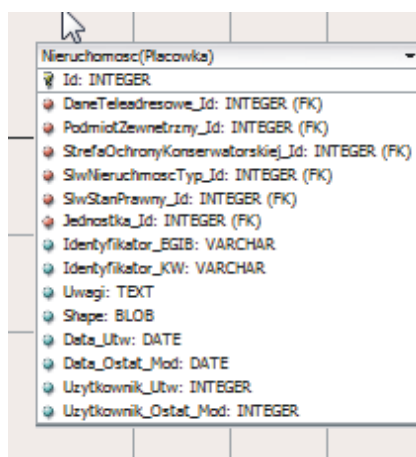 Nieruchomosc(Placowka)
Id: INTEGER
DaneTeleadresowe_Id: INTEGER (FK)
PodmiotZewnetrzny_Id: INTEGER (FK)
StrefaOchronyKonserwatorskiej_Id: INTEGER (FK)
SlwNieruchmoscTyp_Id: INTEGER (FK)
SlwStanPrawny_Id: INTEGER (FK)
Jednostka_Id: INTEGER (FK)
Identyfikator_EGIB: VARCHAR
Identyfikator_KW: VARCHAR
Uwagi: TEXT
Shape: BLOB
Data_Utw: DATE
Data_Ostat_Mod: DATE
Uzytkownik_Utw: INTEGER
Uzytkownik_Ostat_Mod: INTEGER